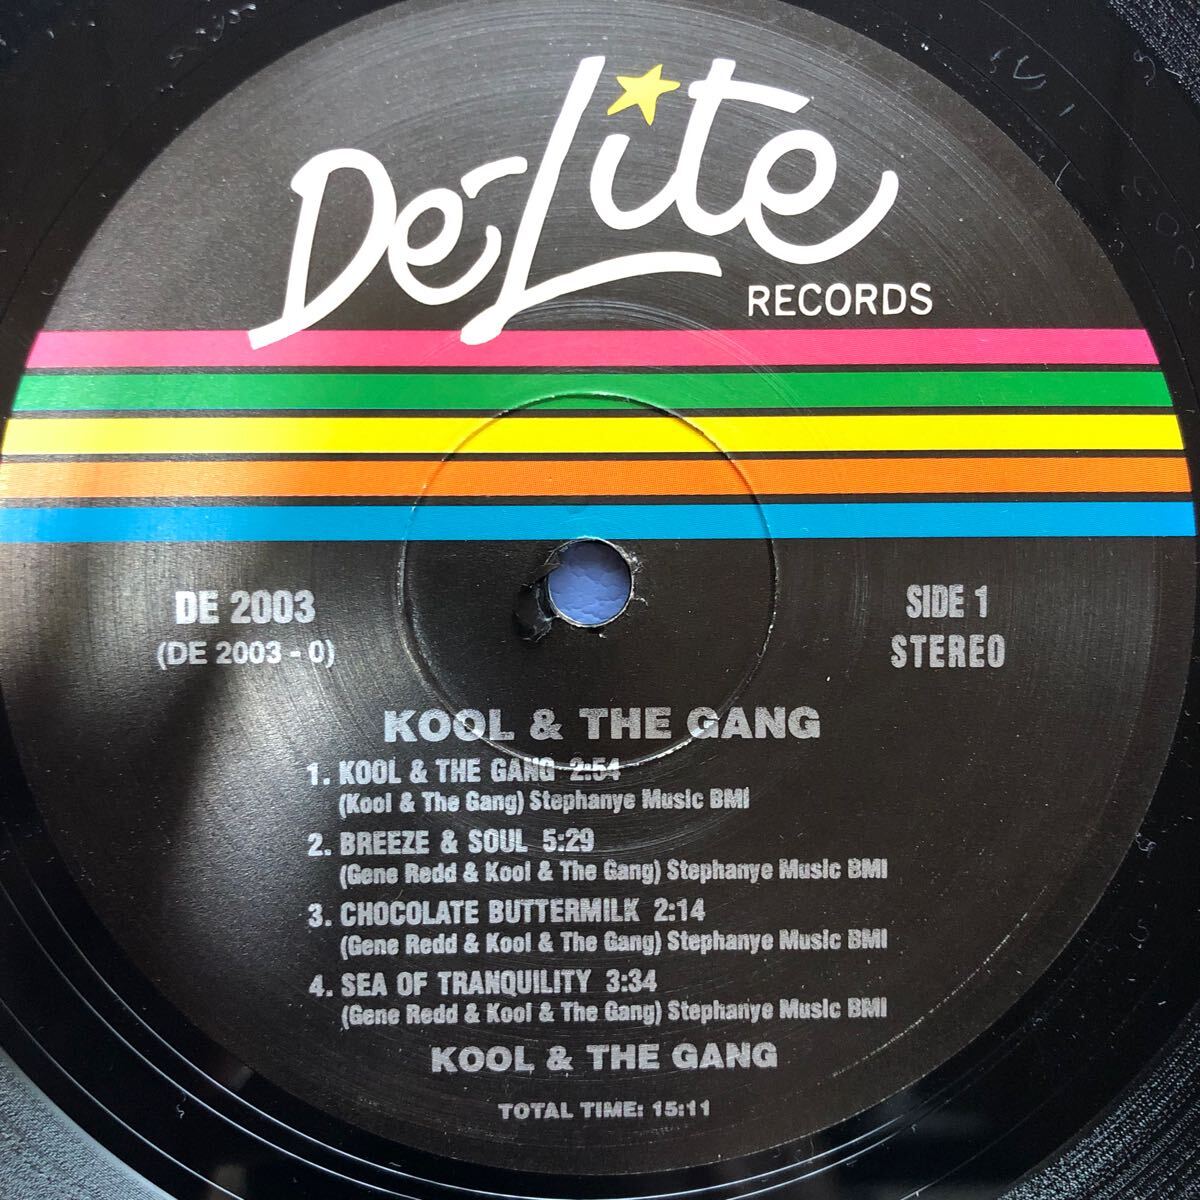 De-Lite
RECORDS
DE 2003
(DE 2003 - 0)
SIDE 1
STEREO
KOOL & THE GANG
1. KOOL & THE GANG 2:54
(Kool & The Gang) Stephanye Music BMI
2. BREEZE & SOUL 5:29
(Gene Redd & Kool & The Gang) Stephanye Music BMI
3. CHOCOLATE BUTTERMILK 2:14
(Gene Redd & Kool & The Gang) Stephanye Music BMI
4. SEA OF TRANQUILITY 3:34
(Gene Redd & Kool & The Gang) Stephanye Music BMI
KOOL & THE GANG
TOTAL TIME: 15:11